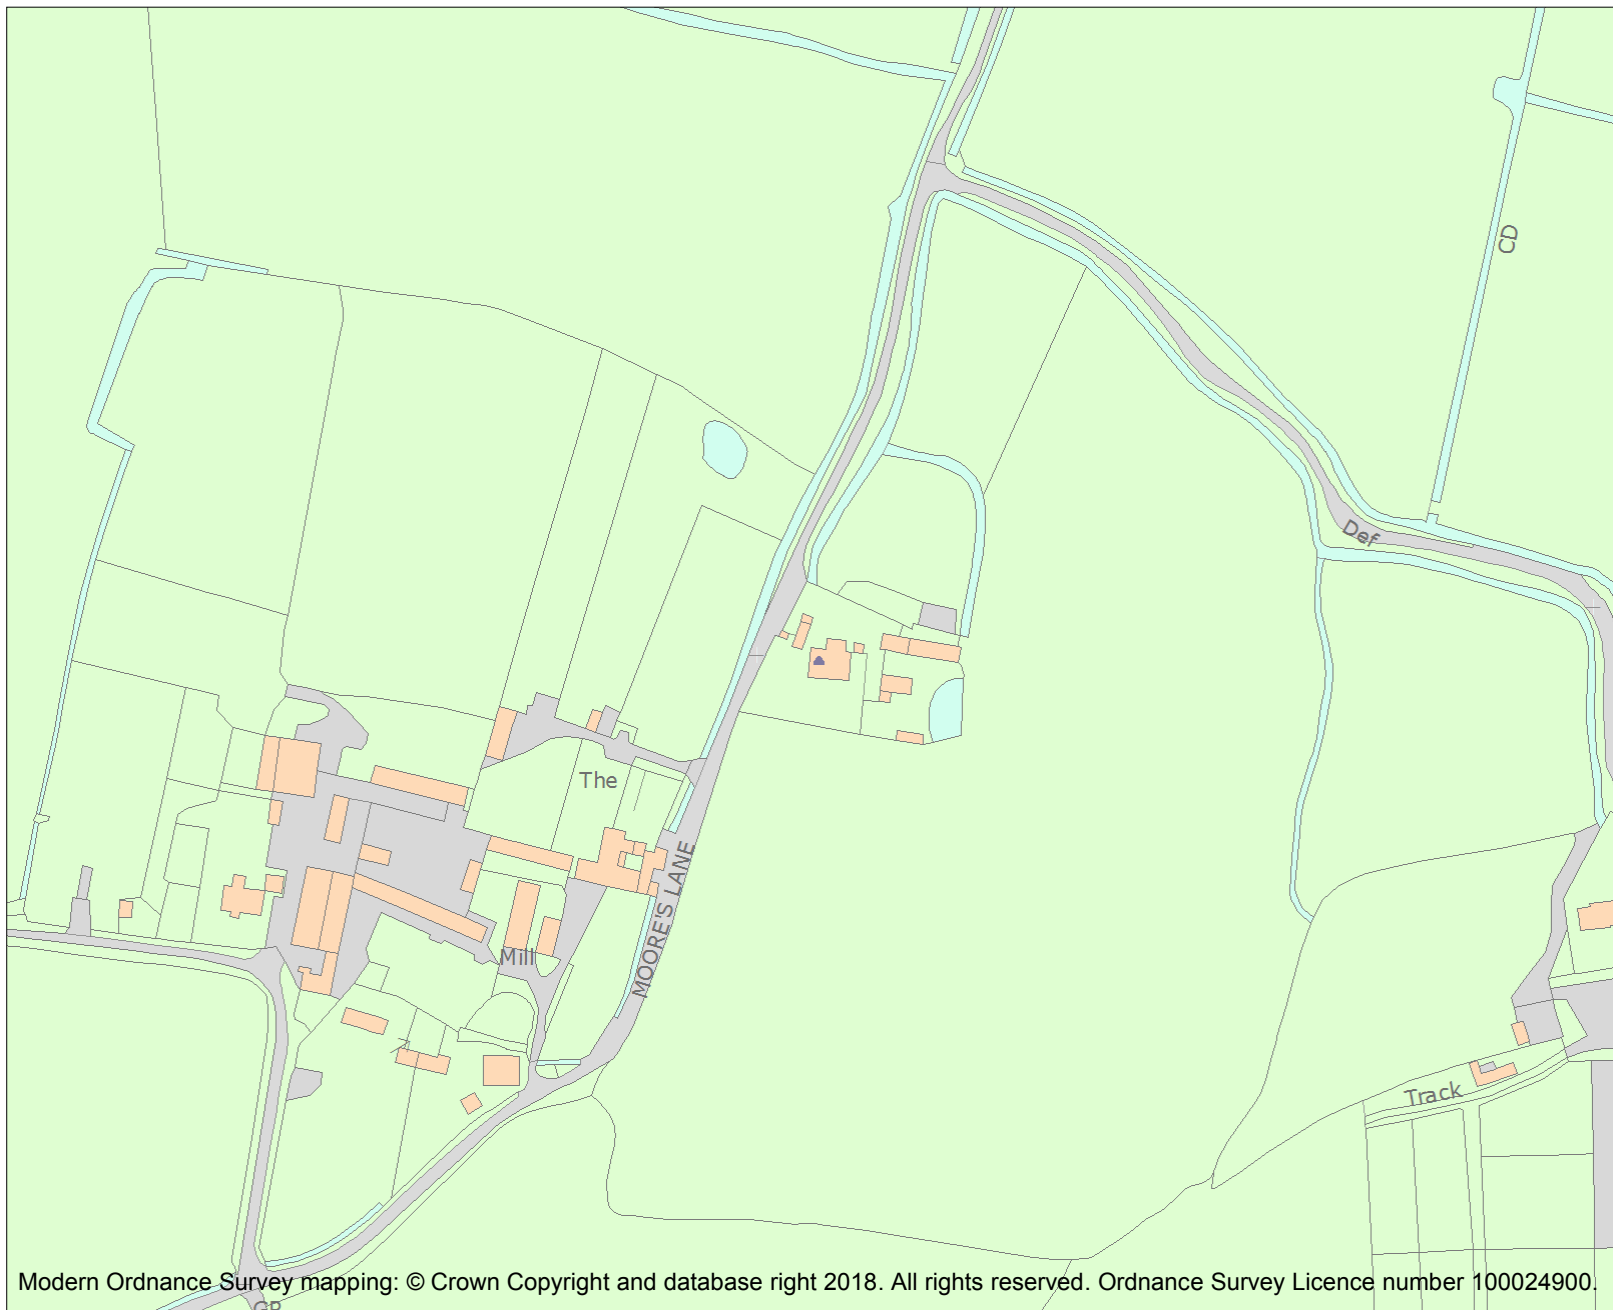 CD
Def
The
MOORE'S LANE
Mill
Track
Modern Ordnance Survey mapping: © Crown Copyright and database right 2018. All rights reserved. Ordnance Survey Licence number 100024900.